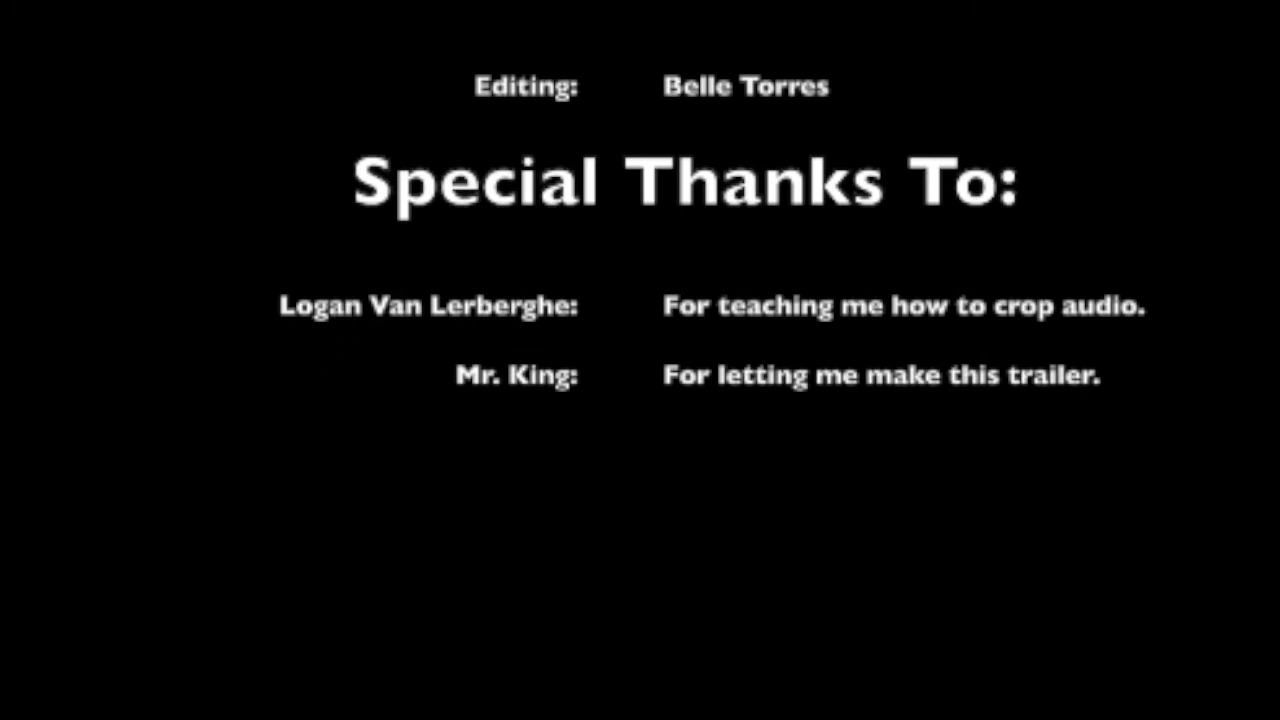 Editing: Belle Torres
Special Thanks To:
Logan Van Lerberghe: For teaching me how to crop audio.
Mr. King: For letting me make this trailer.